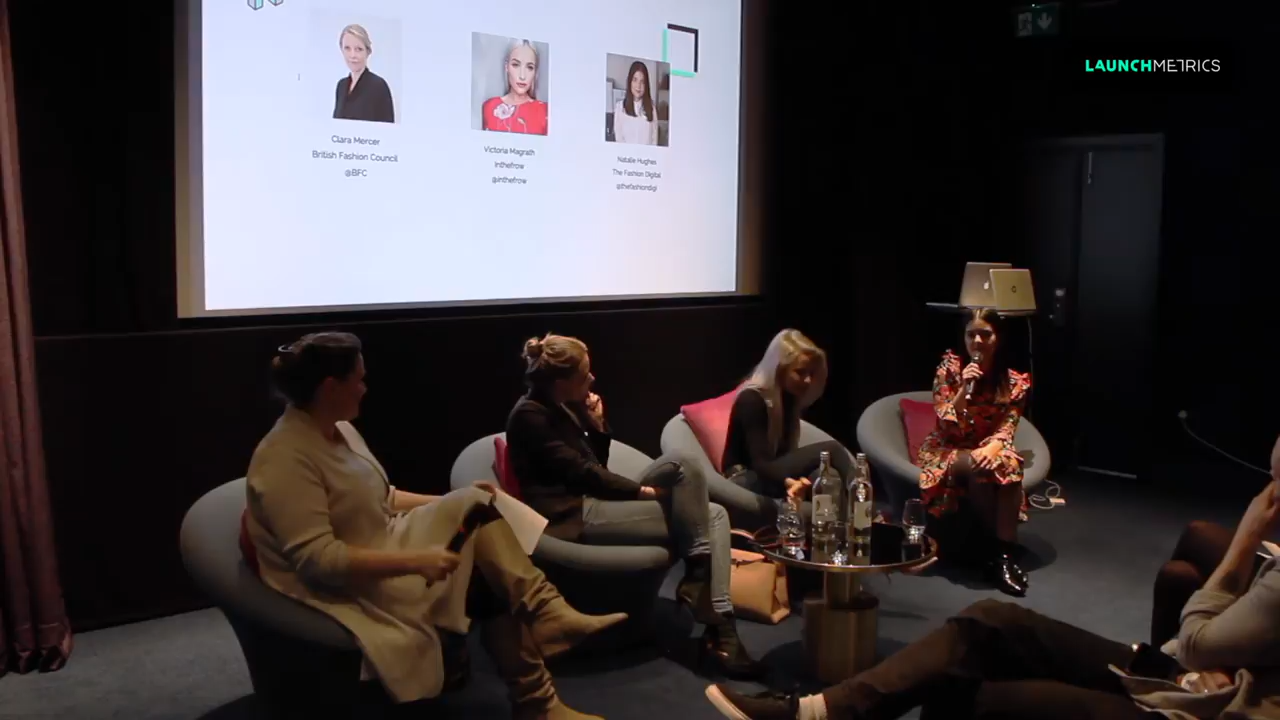 LAUNCHMETRICS
Clara Mercer
British Fashion Council
@BFC
Victoria Magrath
Inthefrow
@inthefrow
Natalie Hughes
The Fashion Digital
@thefashiondigi